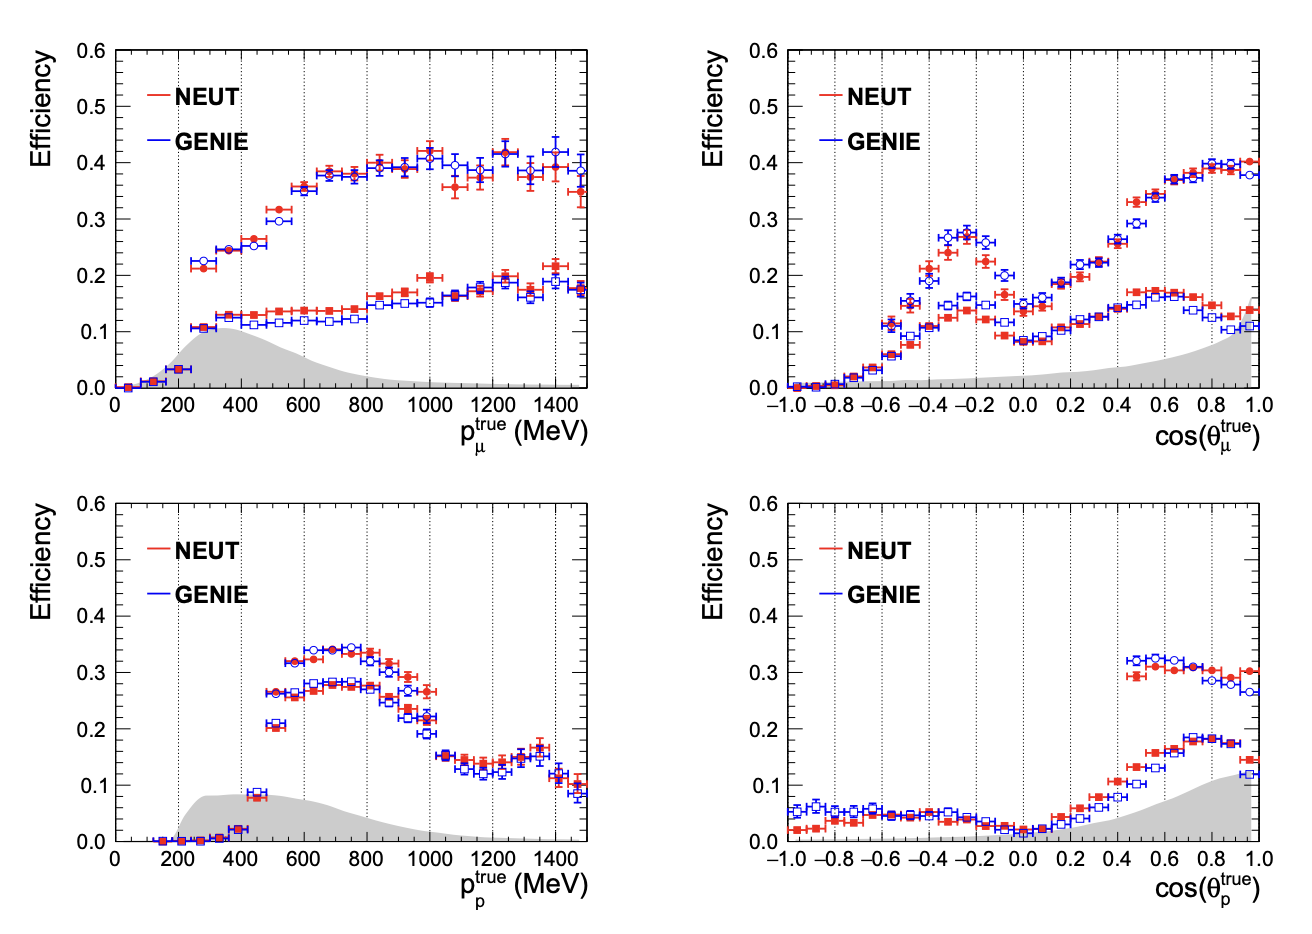 Efficiency
0.6
0.5
0.4
0.3
0.2
0.1
0.0
NEUT
GENIE
0 200 400 600 800 1000 1200 1400
p_μ^true (MeV)
Efficiency
0.6
0.5
0.4
0.3
0.2
0.1
0.0
NEUT
GENIE
−1.0 −0.8 −0.6 −0.4 −0.2 0.0 0.2 0.4 0.6 0.8 1.0
cos(θ_μ^true)
Efficiency
0.6
0.5
0.4
0.3
0.2
0.1
0.0
NEUT
GENIE
0 200 400 600 800 1000 1200 1400
p_p^true (MeV)
Efficiency
0.6
0.5
0.4
0.3
0.2
0.1
0.0
NEUT
GENIE
−1.0 −0.8 −0.6 −0.4 −0.2 0.0 0.2 0.4 0.6 0.8 1.0
cos(θ_p^true)